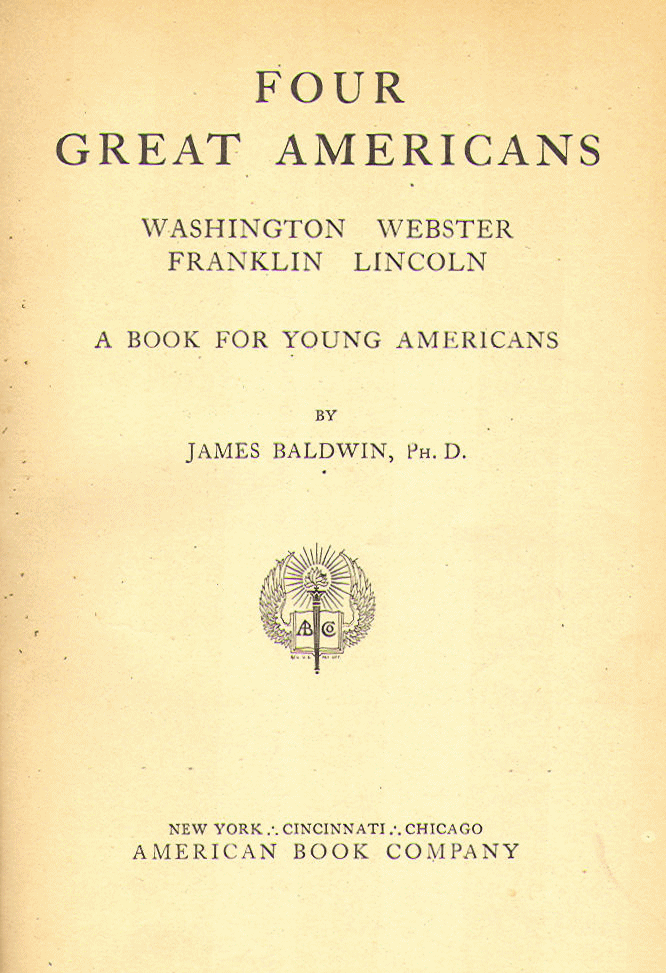 FOUR
GREAT AMERICANS
WASHINGTON WEBSTER
FRANKLIN LINCOLN
A BOOK FOR YOUNG AMERICANS
BY
JAMES BALDWIN, PH. D.
ABCo
NEW YORK ∴ CINCINNATI ∴ CHICAGO
AMERICAN BOOK COMPANY